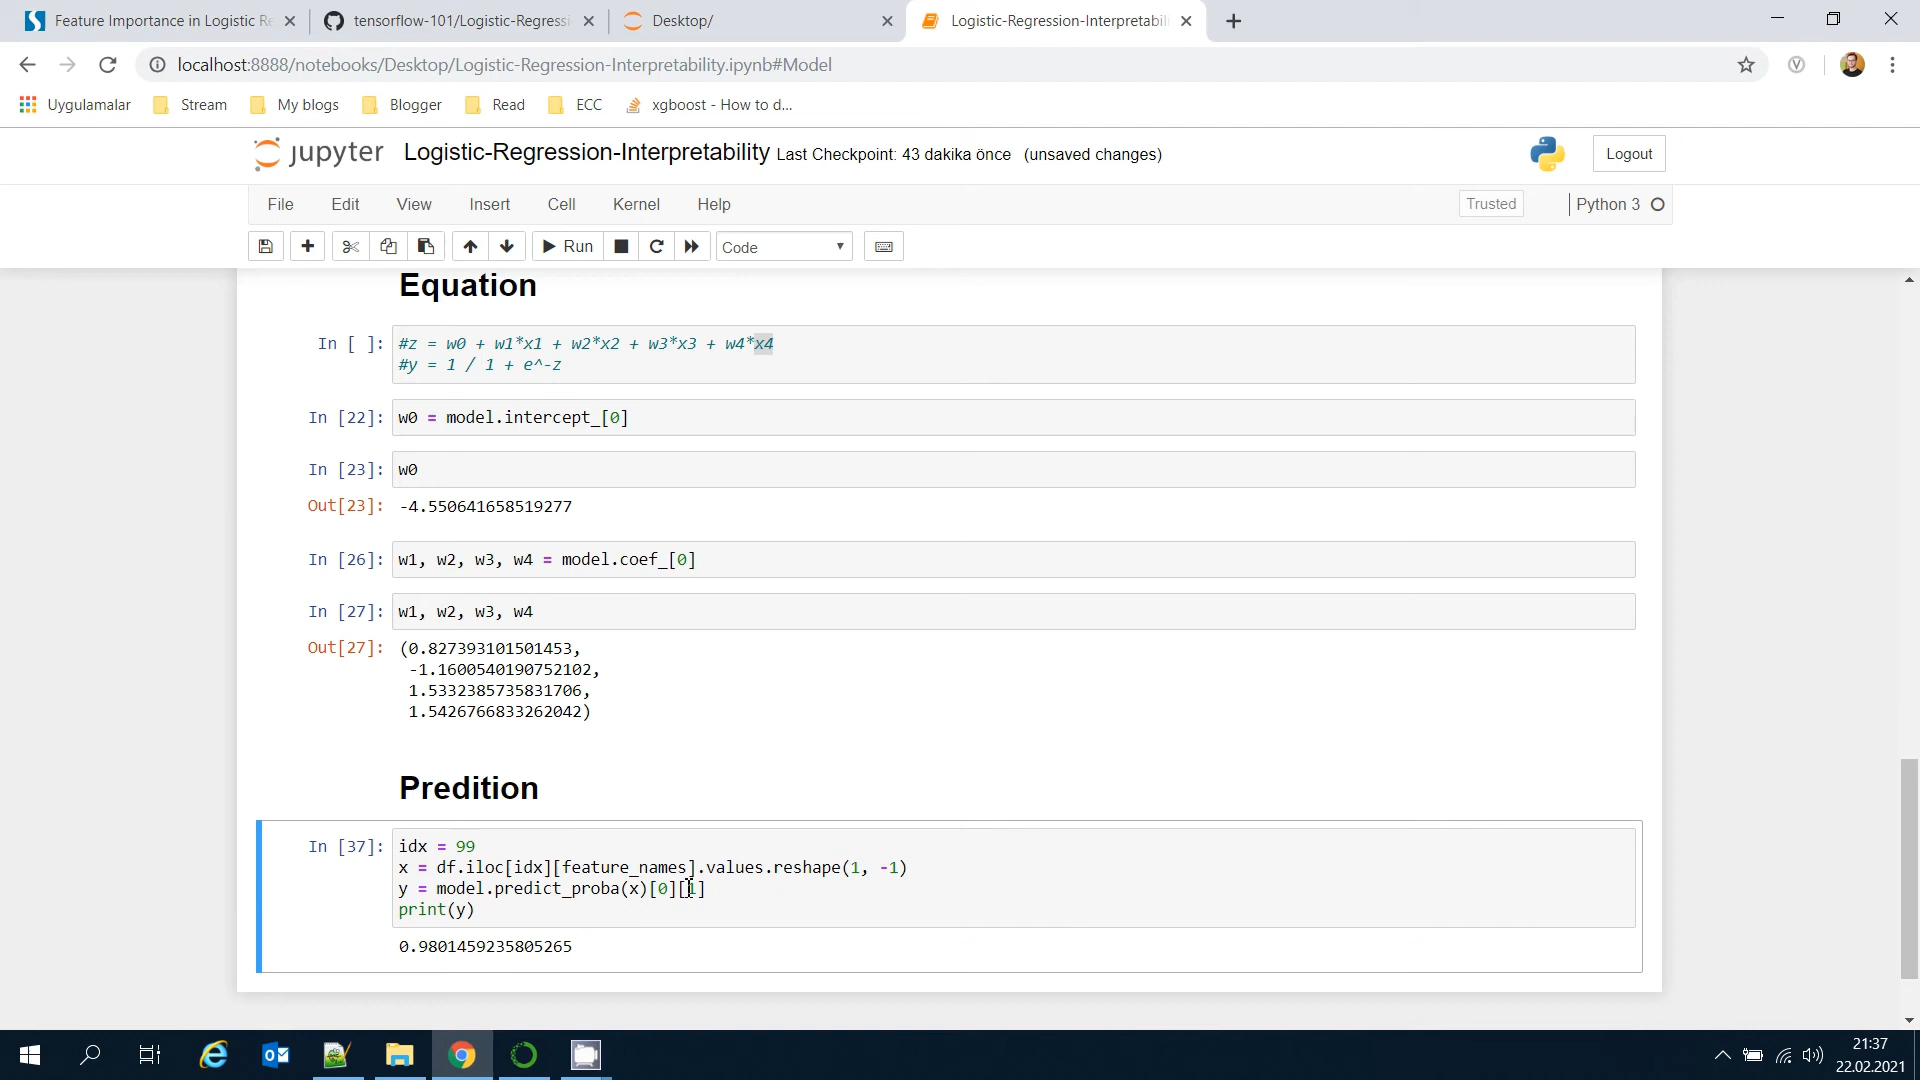 Feature Importance in Logistic Re
tensorflow-101/Logistic-Regressi
Desktop/
Logistic-Regression-Interpretabili
localhost:8888/notebooks/Desktop/Logistic-Regression-Interpretability.ipynb#Model
Uygulamalar
Stream
My blogs
Blogger
Read
ECC
xgboost - How to d...
jupyter
Logistic-Regression-Interpretability Last Checkpoint: 43 dakika önce (unsaved changes)
Logout
File Edit View Insert Cell Kernel Help
Trusted
Python 3
Run
Code
Equation
In [ ]: #z = w0 + w1*x1 + w2*x2 + w3*x3 + w4*x4
#y = 1 / 1 + e^-z
In [22]: w0 = model.intercept_[0]
In [23]: w0
Out[23]: -4.550641658519277
In [26]: w1, w2, w3, w4 = model.coef_[0]
In [27]: w1, w2, w3, w4
Out[27]: (0.827393101501453,
-1.1600540190752102,
1.5332385735831706,
1.5426766833262042)
Predition
In [37]: idx = 99
x = df.iloc[idx][feature_names].values.reshape(1, -1)
y = model.predict_proba(x)[0][1]
print(y)
0.9801459235805265
21:37
22.02.2021